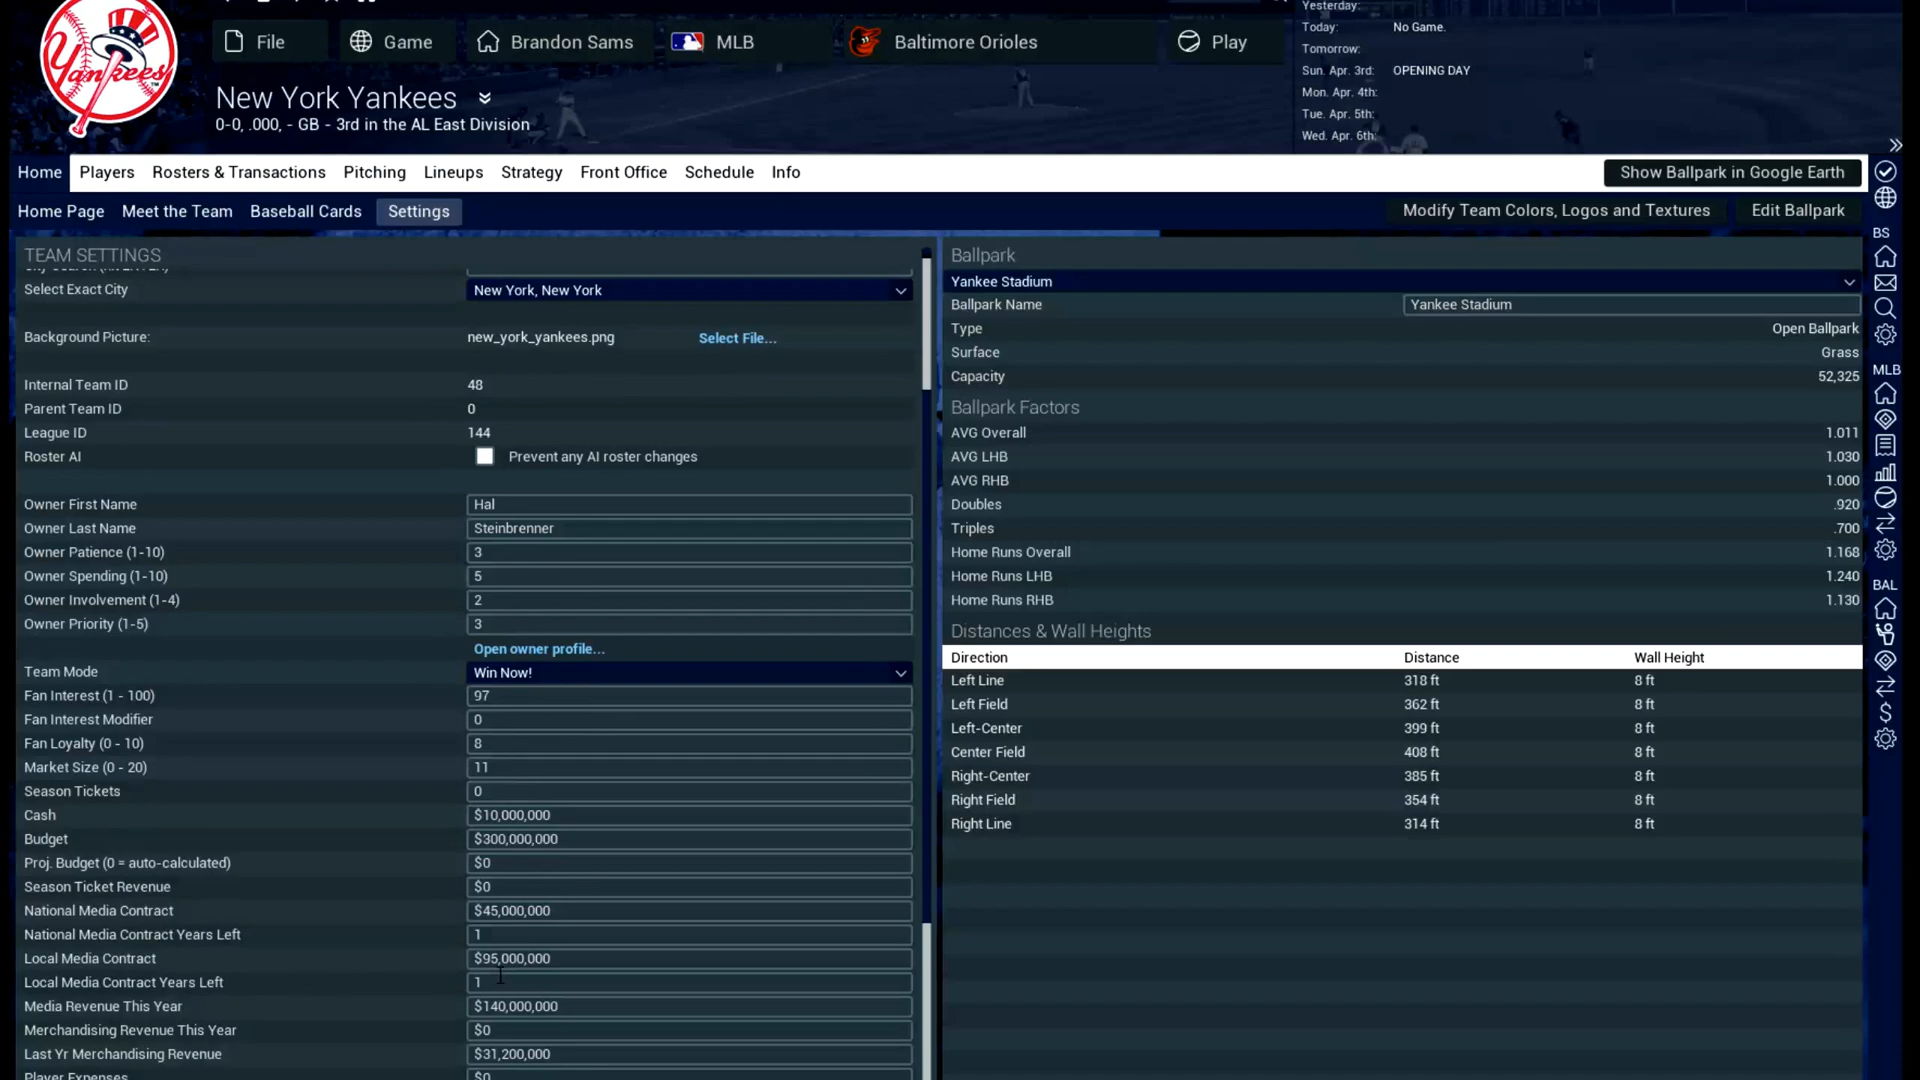 Yankees
File
Game
Brandon Sams
MLB
Baltimore Orioles
Play
Yesterday:
Today: No Game.
Tomorrow:
Sun. Apr. 3rd: OPENING DAY
Mon. Apr. 4th:
Tue. Apr. 5th:
Wed. Apr. 6th:
New York Yankees
0-0, .000, - GB - 3rd in the AL East Division
Home Players Rosters & Transactions Pitching Lineups Strategy Front Office Schedule Info Show Ballpark in Google Earth
Home Page Meet the Team Baseball Cards Settings Modify Team Colors, Logos and Textures Edit Ballpark
TEAM SETTINGS
Select Exact City New York, New York
Background Picture: new_york_yankees.png Select File...
Internal Team ID 48
Parent Team ID 0
League ID 144
Roster AI Prevent any AI roster changes
Owner First Name Hal
Owner Last Name Steinbrenner
Owner Patience (1-10) 3
Owner Spending (1-10) 5
Owner Involvement (1-4) 2
Owner Priority (1-5) 3
Open owner profile...
Team Mode Win Now!
Fan Interest (1 - 100) 97
Fan Interest Modifier 0
Fan Loyalty (0 - 10) 8
Market Size (0 - 20) 11
Season Tickets 0
Cash $10,000,000
Budget $300,000,000
Proj. Budget (0 = auto-calculated) $0
Season Ticket Revenue $0
National Media Contract $45,000,000
National Media Contract Years Left 1
Local Media Contract $95,000,000
Local Media Contract Years Left 1
Media Revenue This Year $140,000,000
Merchandising Revenue This Year $0
Last Yr Merchandising Revenue $31,200,000
Player Expenses $0
Ballpark
Yankee Stadium
Ballpark Name Yankee Stadium
Type Open Ballpark
Surface Grass
Capacity 52,325
Ballpark Factors
AVG Overall 1.011
AVG LHB 1.030
AVG RHB 1.000
Doubles .920
Triples .700
Home Runs Overall 1.168
Home Runs LHB 1.240
Home Runs RHB 1.130
Distances & Wall Heights
Direction Distance Wall Height
Left Line 318 ft 8 ft
Left Field 362 ft 8 ft
Left-Center 399 ft 8 ft
Center Field 408 ft 8 ft
Right-Center 385 ft 8 ft
Right Field 354 ft 8 ft
Right Line 314 ft 8 ft
BS
MLB
BAL